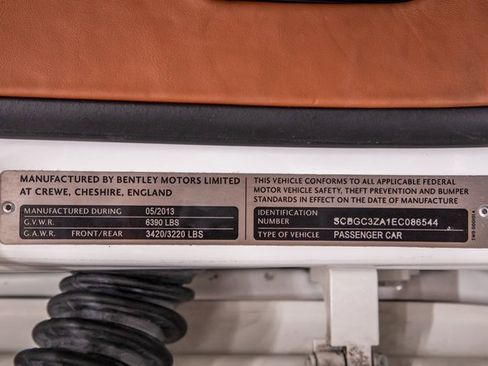 MANUFACTURED BY BENTLEY MOTORS LIMITED
AT CREWE, CHESHIRE, ENGLAND
MANUFACTURED DURING 05/2013
G.V.W.R. 6390 LBS
G.A.W.R. FRONT/REAR 3420/3220 LBS
THIS VEHICLE CONFORMS TO ALL APPLICABLE FEDERAL
MOTOR VEHICLE SAFETY, THEFT PREVENTION AND BUMPER
STANDARDS IN EFFECT ON THE DATE OF MANUFACTURE
IDENTIFICATION
NUMBER SCBGC3ZA1EC086544
TYPE OF VEHICLE PASSENGER CAR